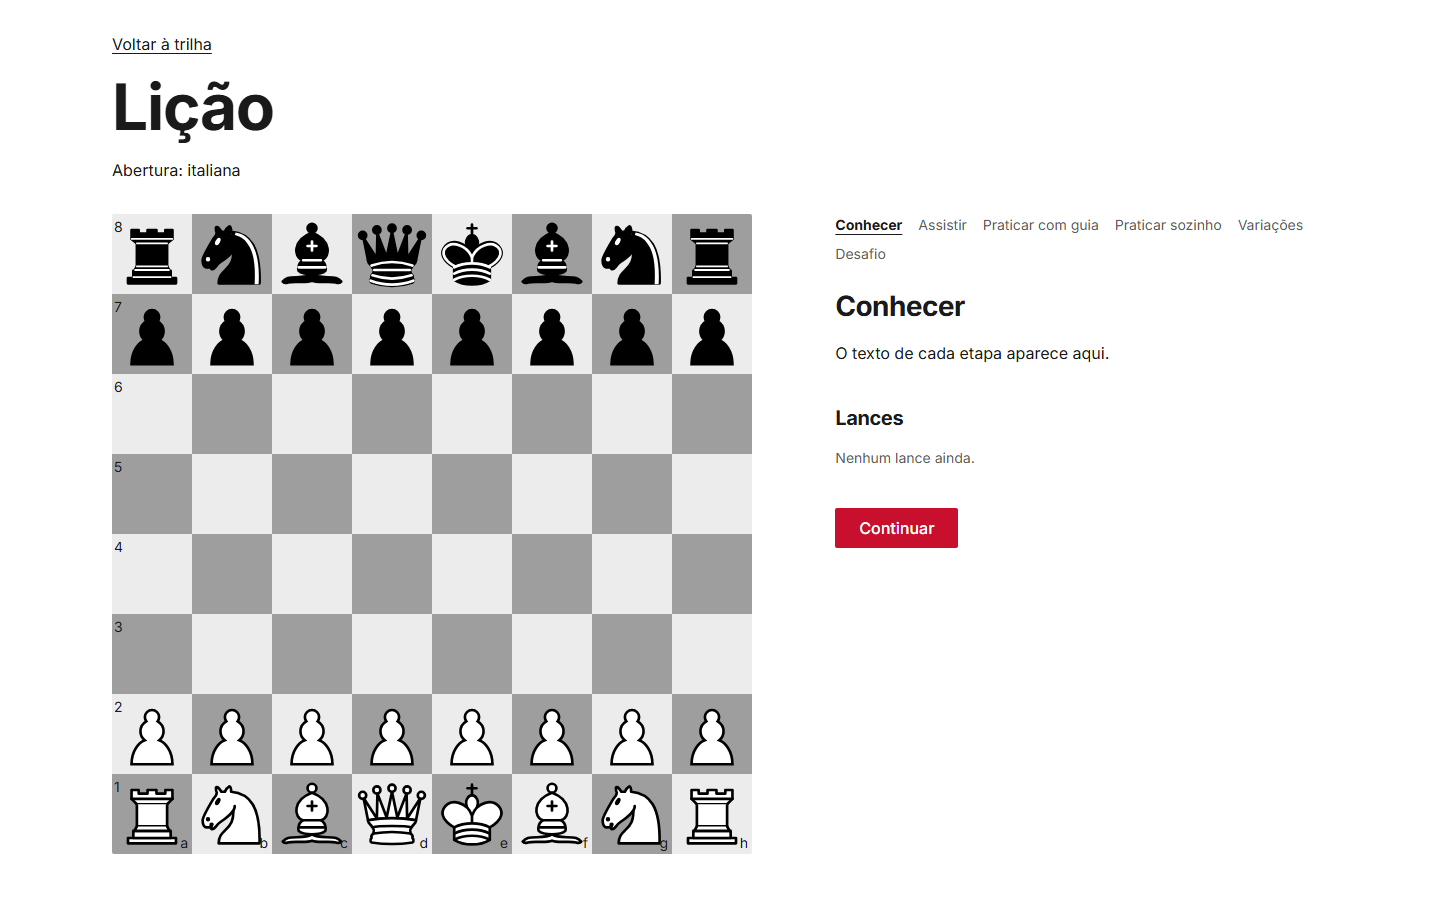 Voltar à trilha
Lição
Abertura: italiana
8
7
6
5
4
3
2
1
a b c d e f g h
Conhecer Assistir Praticar com guia Praticar sozinho Variações
Desafio
Conhecer
O texto de cada etapa aparece aqui.
Lances
Nenhum lance ainda.
Continuar